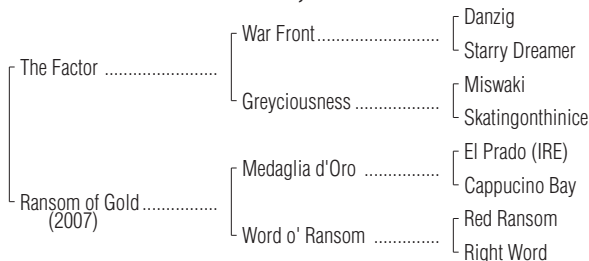 Danzig
War Front....................
Starry Dreamer
The Factor ........................
Miswaki
Greyciousness ..................
Skatingonthinice
El Prado (IRE)
Medaglia d'Oro ................
Cappucino Bay
Ransom of Gold................
(2007)
Red Ransom
Word o' Ransom ..............
Right Word